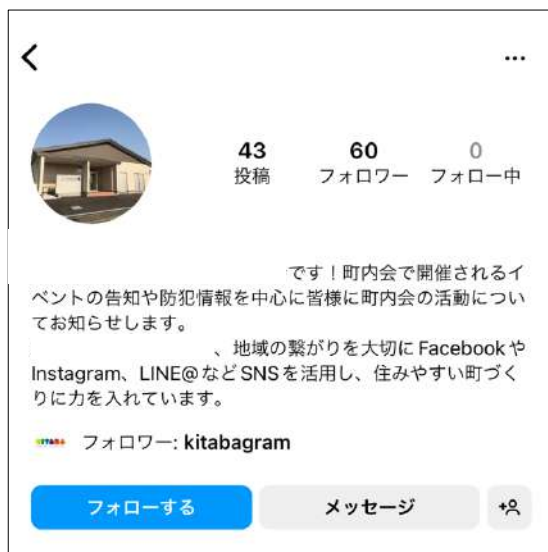 43 60 0
投稿 フォロワー フォロー中
です！町内会で開催されるイ
ベントの告知や防犯情報を中心に皆様に町内会の活動につい
てお知らせします。
、地域の繋がりを大切にFacebookや
Instagram、LINE@などSNSを活用し、住みやすい町づく
りに力を入れています。
KITABA フォロワー: kitabagram
フォローする メッセージ